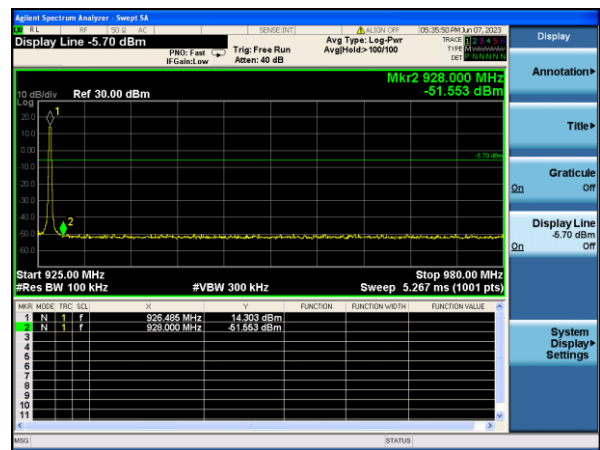 Agilent Spectrum Analyzer - Swept SA
RL RF 50 Ω AC SENSE:INT ALIGN OFF 05:35:50 PM Jun 07, 2023
Display Line -5.70 dBm
PNO: Fast
IFGain:Low
Trig: Free Run
Atten: 40 dB
Avg Type: Log-Pwr
Avg|Hold>100/100
TRACE 1 2 3 4 5 6
TYPE M
DET P N N N N N
Display
Mkr2 928.000 MHz
-51.553 dBm
10 dB/div Ref 30.00 dBm
Log
20.0
10.0
0.00
-10.0
-20.0
-30.0
-40.0
-50.0
-60.0
1
2
-5.70 dBm
Start 925.00 MHz Stop 980.00 MHz
#Res BW 100 kHz #VBW 300 kHz Sweep 5.267 ms (1001 pts)
MKR MODE TRC SCL X Y FUNCTION FUNCTION WIDTH FUNCTION VALUE
1 N 1 f 926.485 MHz 14.303 dBm
2 N 1 f 928.000 MHz -51.553 dBm
3
4
5
6
7
8
9
10
11
MSG STATUS
Annotation
Title
Graticule
On Off
Display Line
-5.70 dBm
On Off
System
Display
Settings